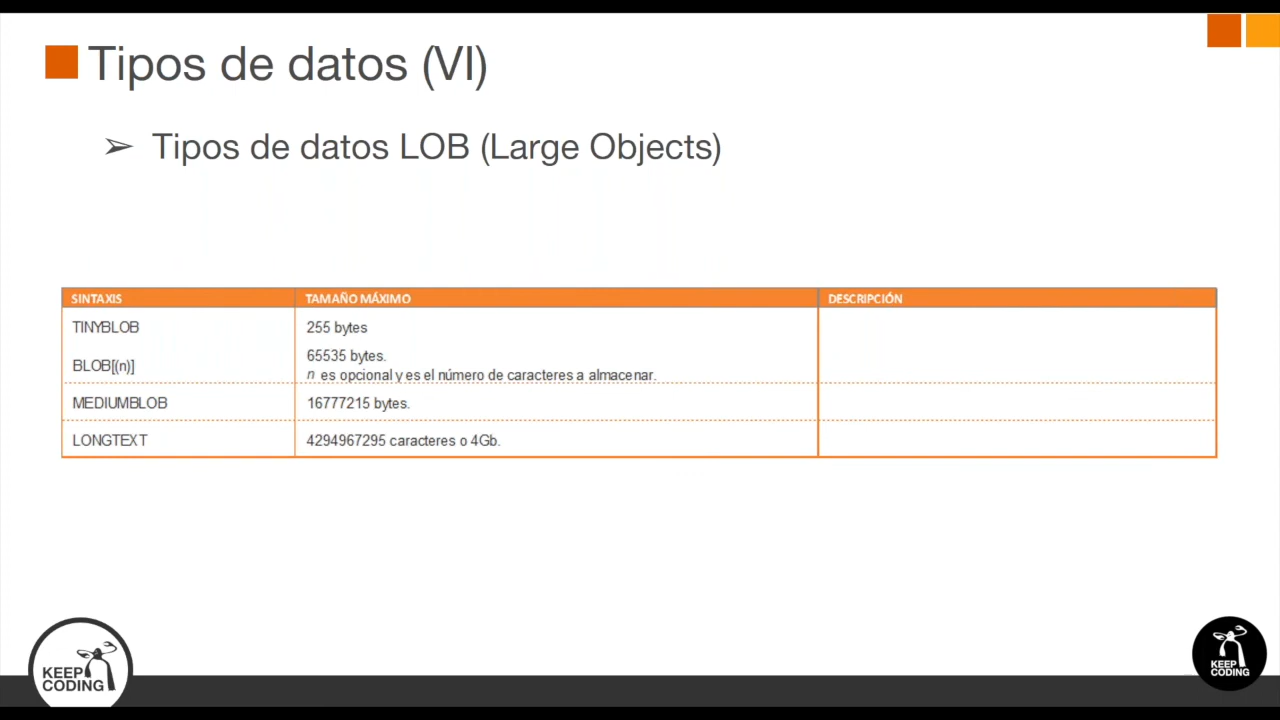 Tipos de datos (VI)
➢ Tipos de datos LOB (Large Objects)
SINTAXIS TAMAÑO MÁXIMO DESCRIPCIÓN
TINYBLOB 255 bytes
BLOB[(n)] 65535 bytes.
n es opcional y es el número de caracteres a almacenar.
MEDIUMBLOB 16777215 bytes.
LONGTEXT 4294967295 caracteres o 4Gb.
KEEP
CODING
KEEP
CODING